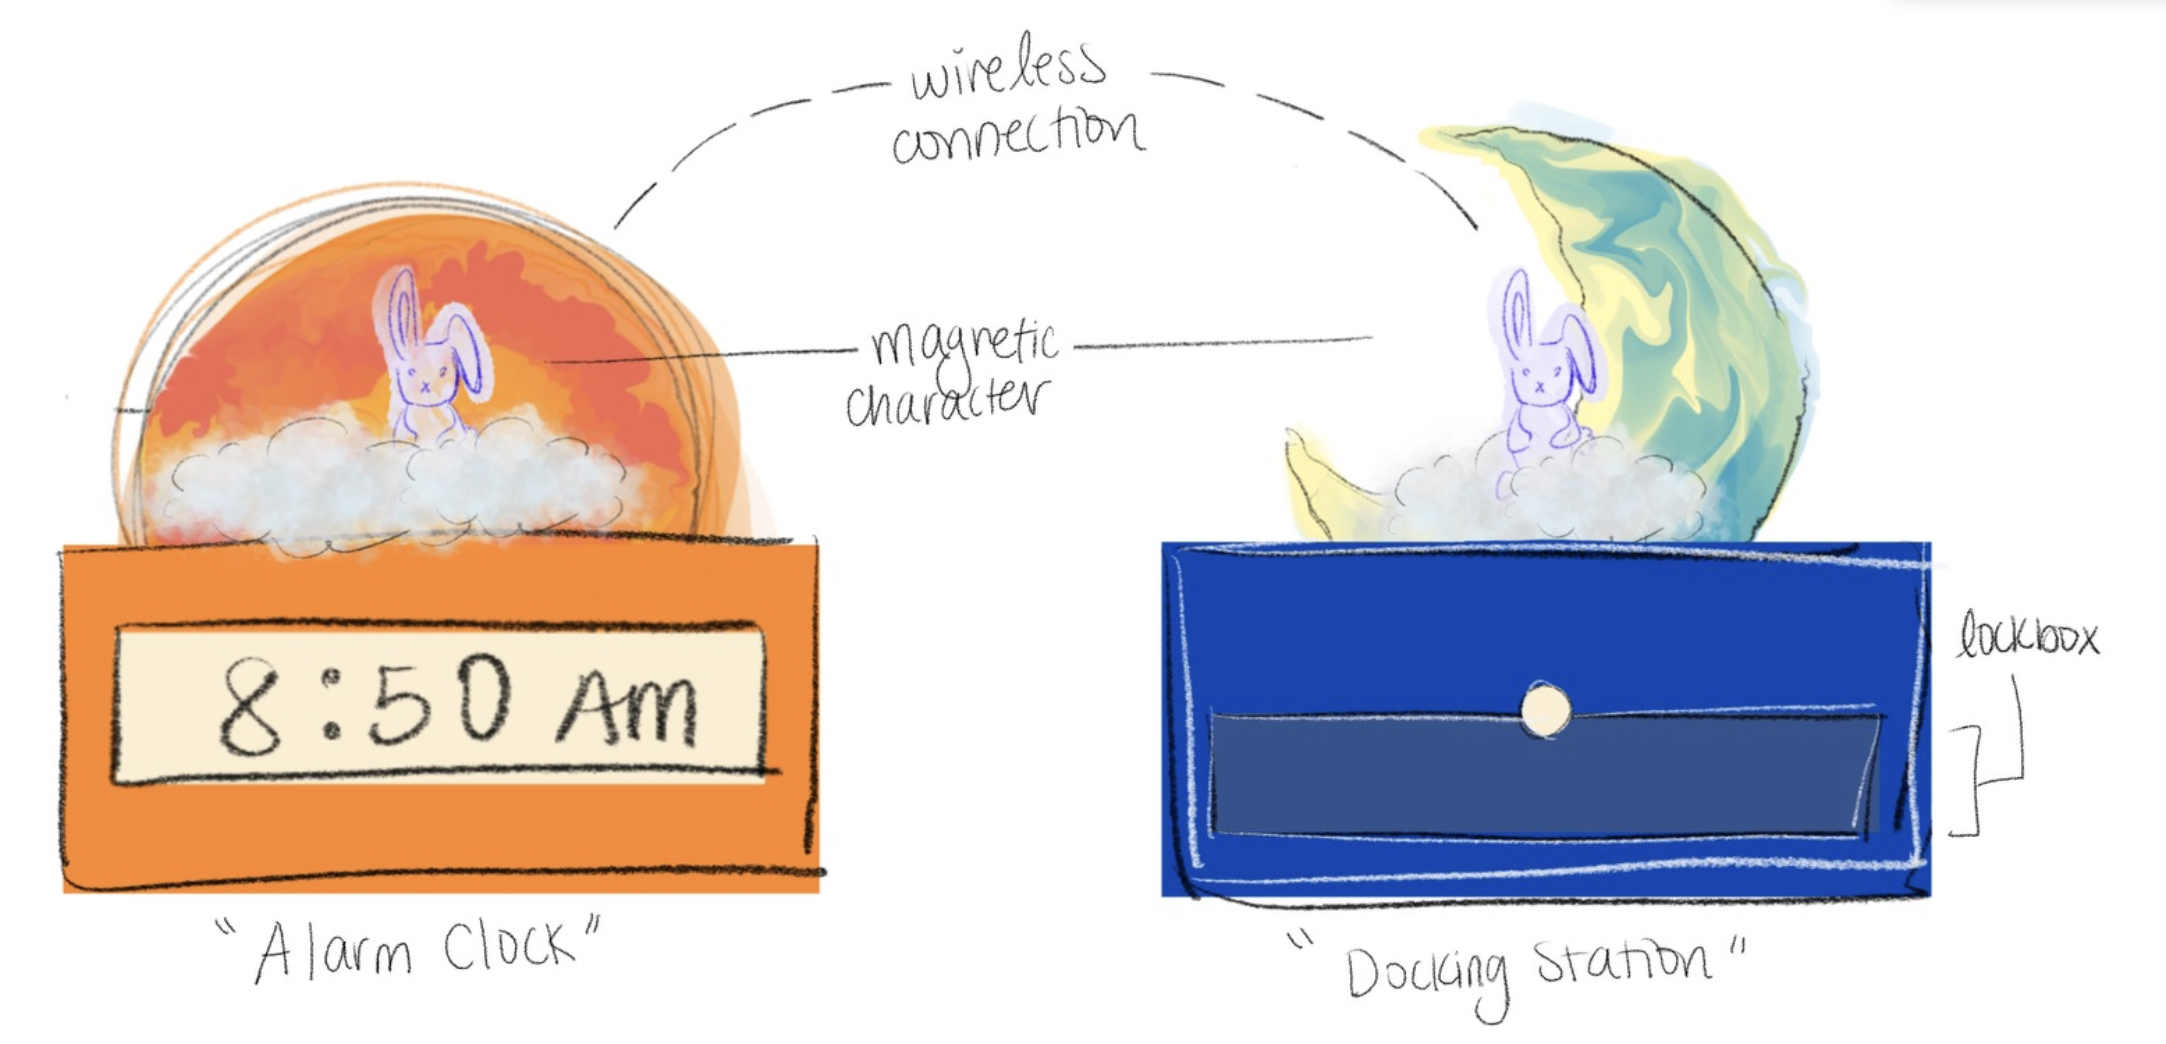 wireless
connection
magnetic
character
lockbox
8:50 AM
"Alarm Clock"
"Docking Station"